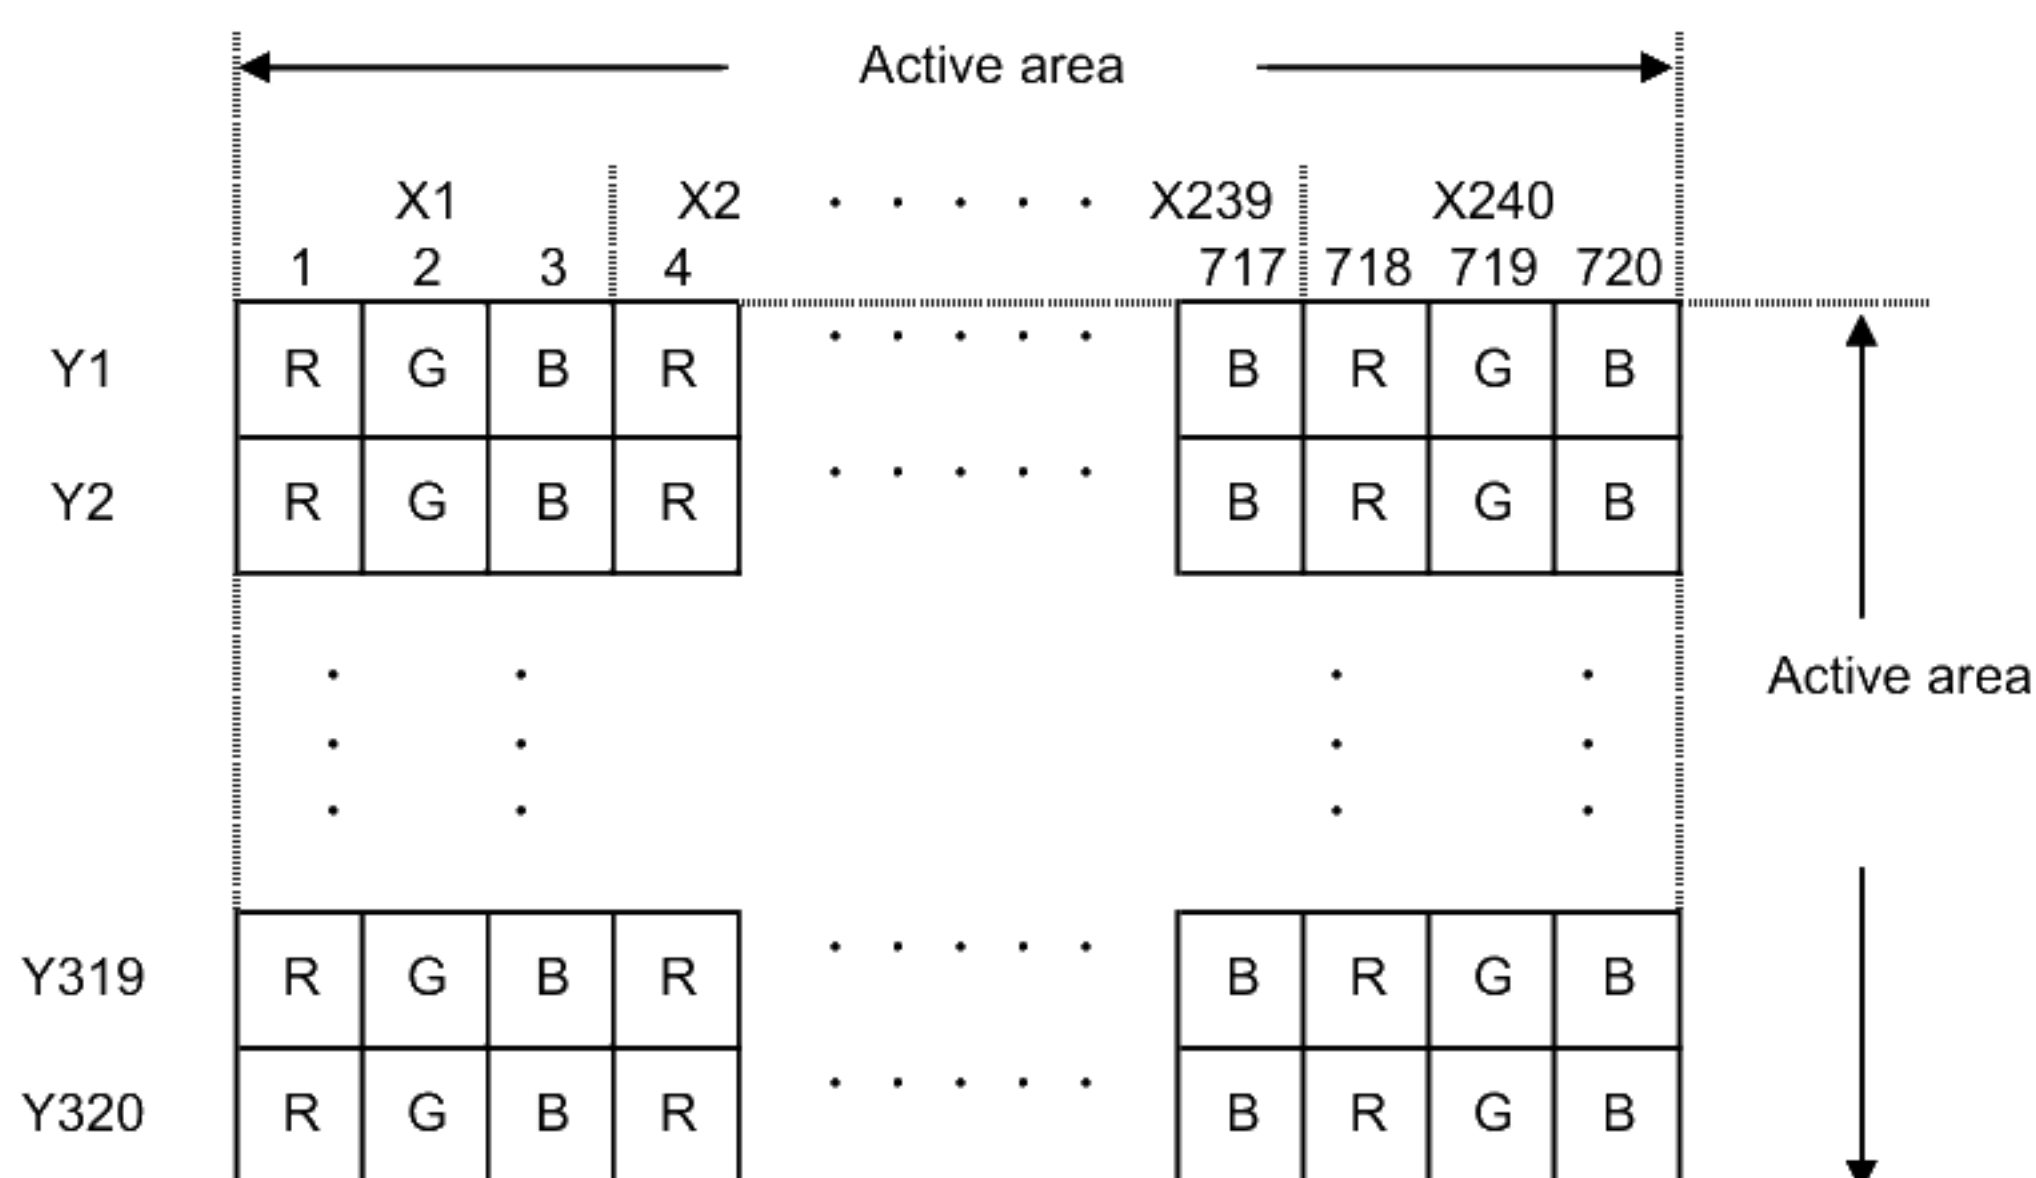 Active area
X1 X2 . . . . . X239 X240
1 2 3 4 717 718 719 720
Y1 R G B R . . . . . B R G B
Y2 R G B R . . . . . B R G B
Active area
Y319 R G B R . . . . . B R G B
Y320 R G B R . . . . . B R G B